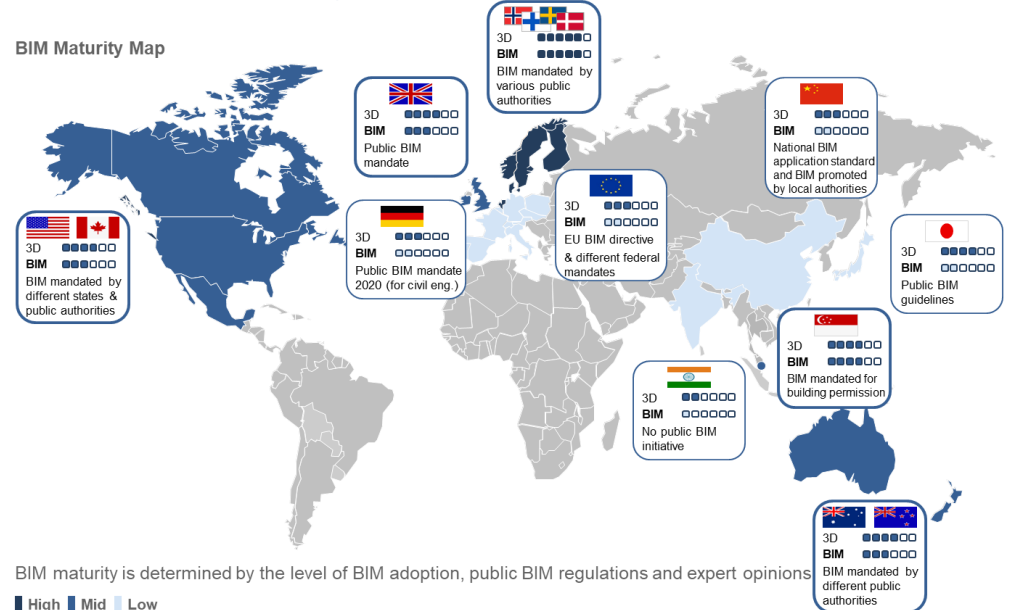 BIM Maturity Map
3D
BIM
BIM mandated by
various public
authorities
3D
BIM
Public BIM
mandate
3D
BIM
National BIM
application standard
and BIM promoted
by local authorities
3D
BIM
BIM mandated by
different states &
public authorities
3D
BIM
Public BIM mandate
2020 (for civil eng.)
3D
BIM
EU BIM directive
& different federal
mandates
3D
BIM
Public BIM
guidelines
3D
BIM
BIM mandated for
building permission
3D
BIM
No public BIM
initiative
3D
BIM
BIM mandated by
different public
authorities
BIM maturity is determined by the level of BIM adoption, public BIM regulations and expert opinions
High Mid Low